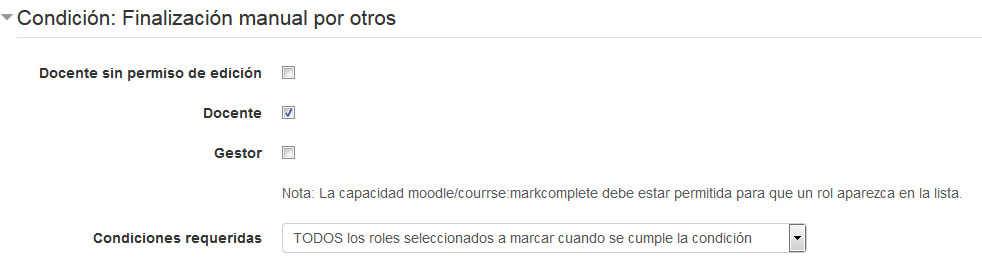 Condición: Finalización manual por otros
Docente sin permiso de edición
Docente
Gestor
Nota: La capacidad moodle/courrse:markcomplete debe estar permitida para que un rol aparezca en la lista.
Condiciones requeridas TODOS los roles seleccionados a marcar cuando se cumple la condición